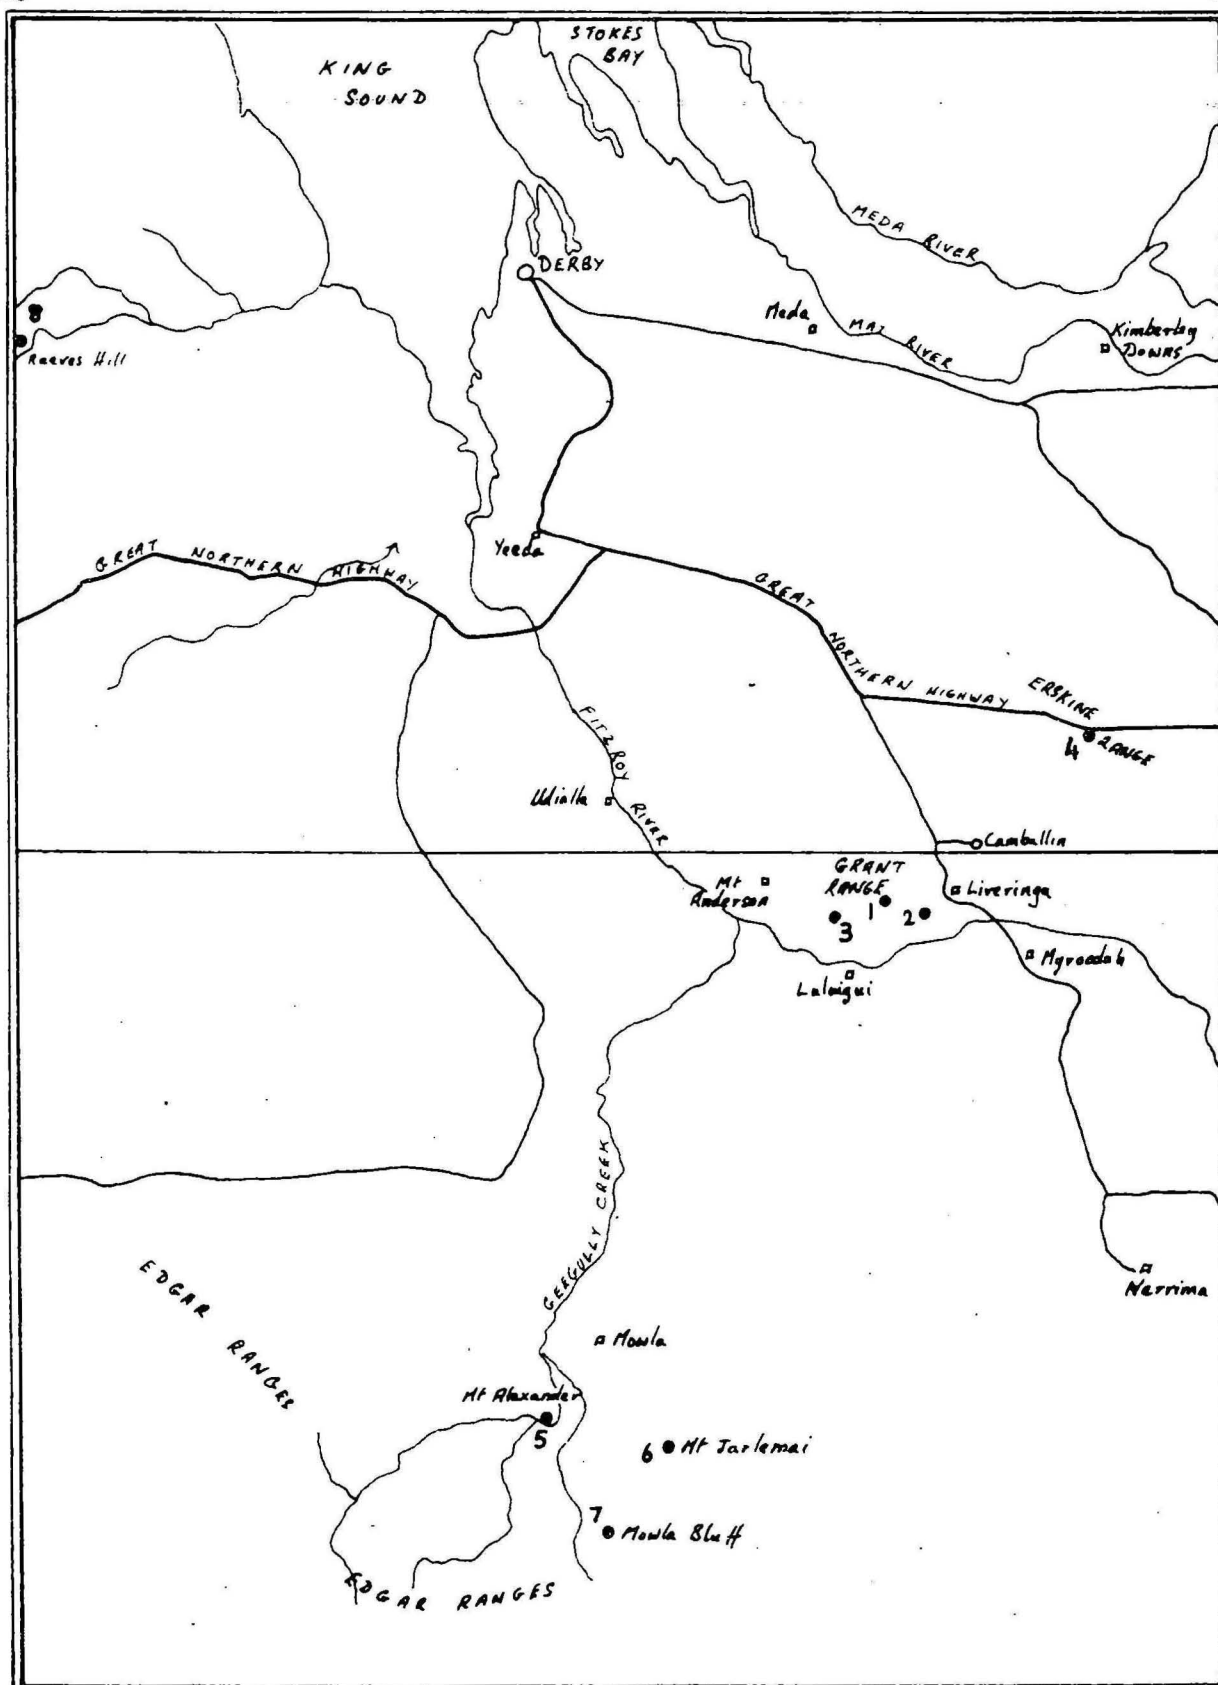 KING
SOUND
STOKES
BAY
MEDA RIVER
DERBY
Meda
MAY RIVER
Kimberley
Downs
8
Reeves Hill
Yeeda
GREAT NORTHERN HIGHWAY
GREAT NORTHERN HIGHWAY
ERSKINE
RANGE
4
FITZROY RIVER
Udialla
Camballin
GRANT
RANGE
Mt
Anderson
1
2
3
Liveringa
Myroodah
Luluigui
GEEGULLY CREEK
EDGAR RANGES
Nerrima
Mowla
Mt Alexander
5
6
Mt Jarlemai
7
Mowla Bluff
EDGAR RANGES